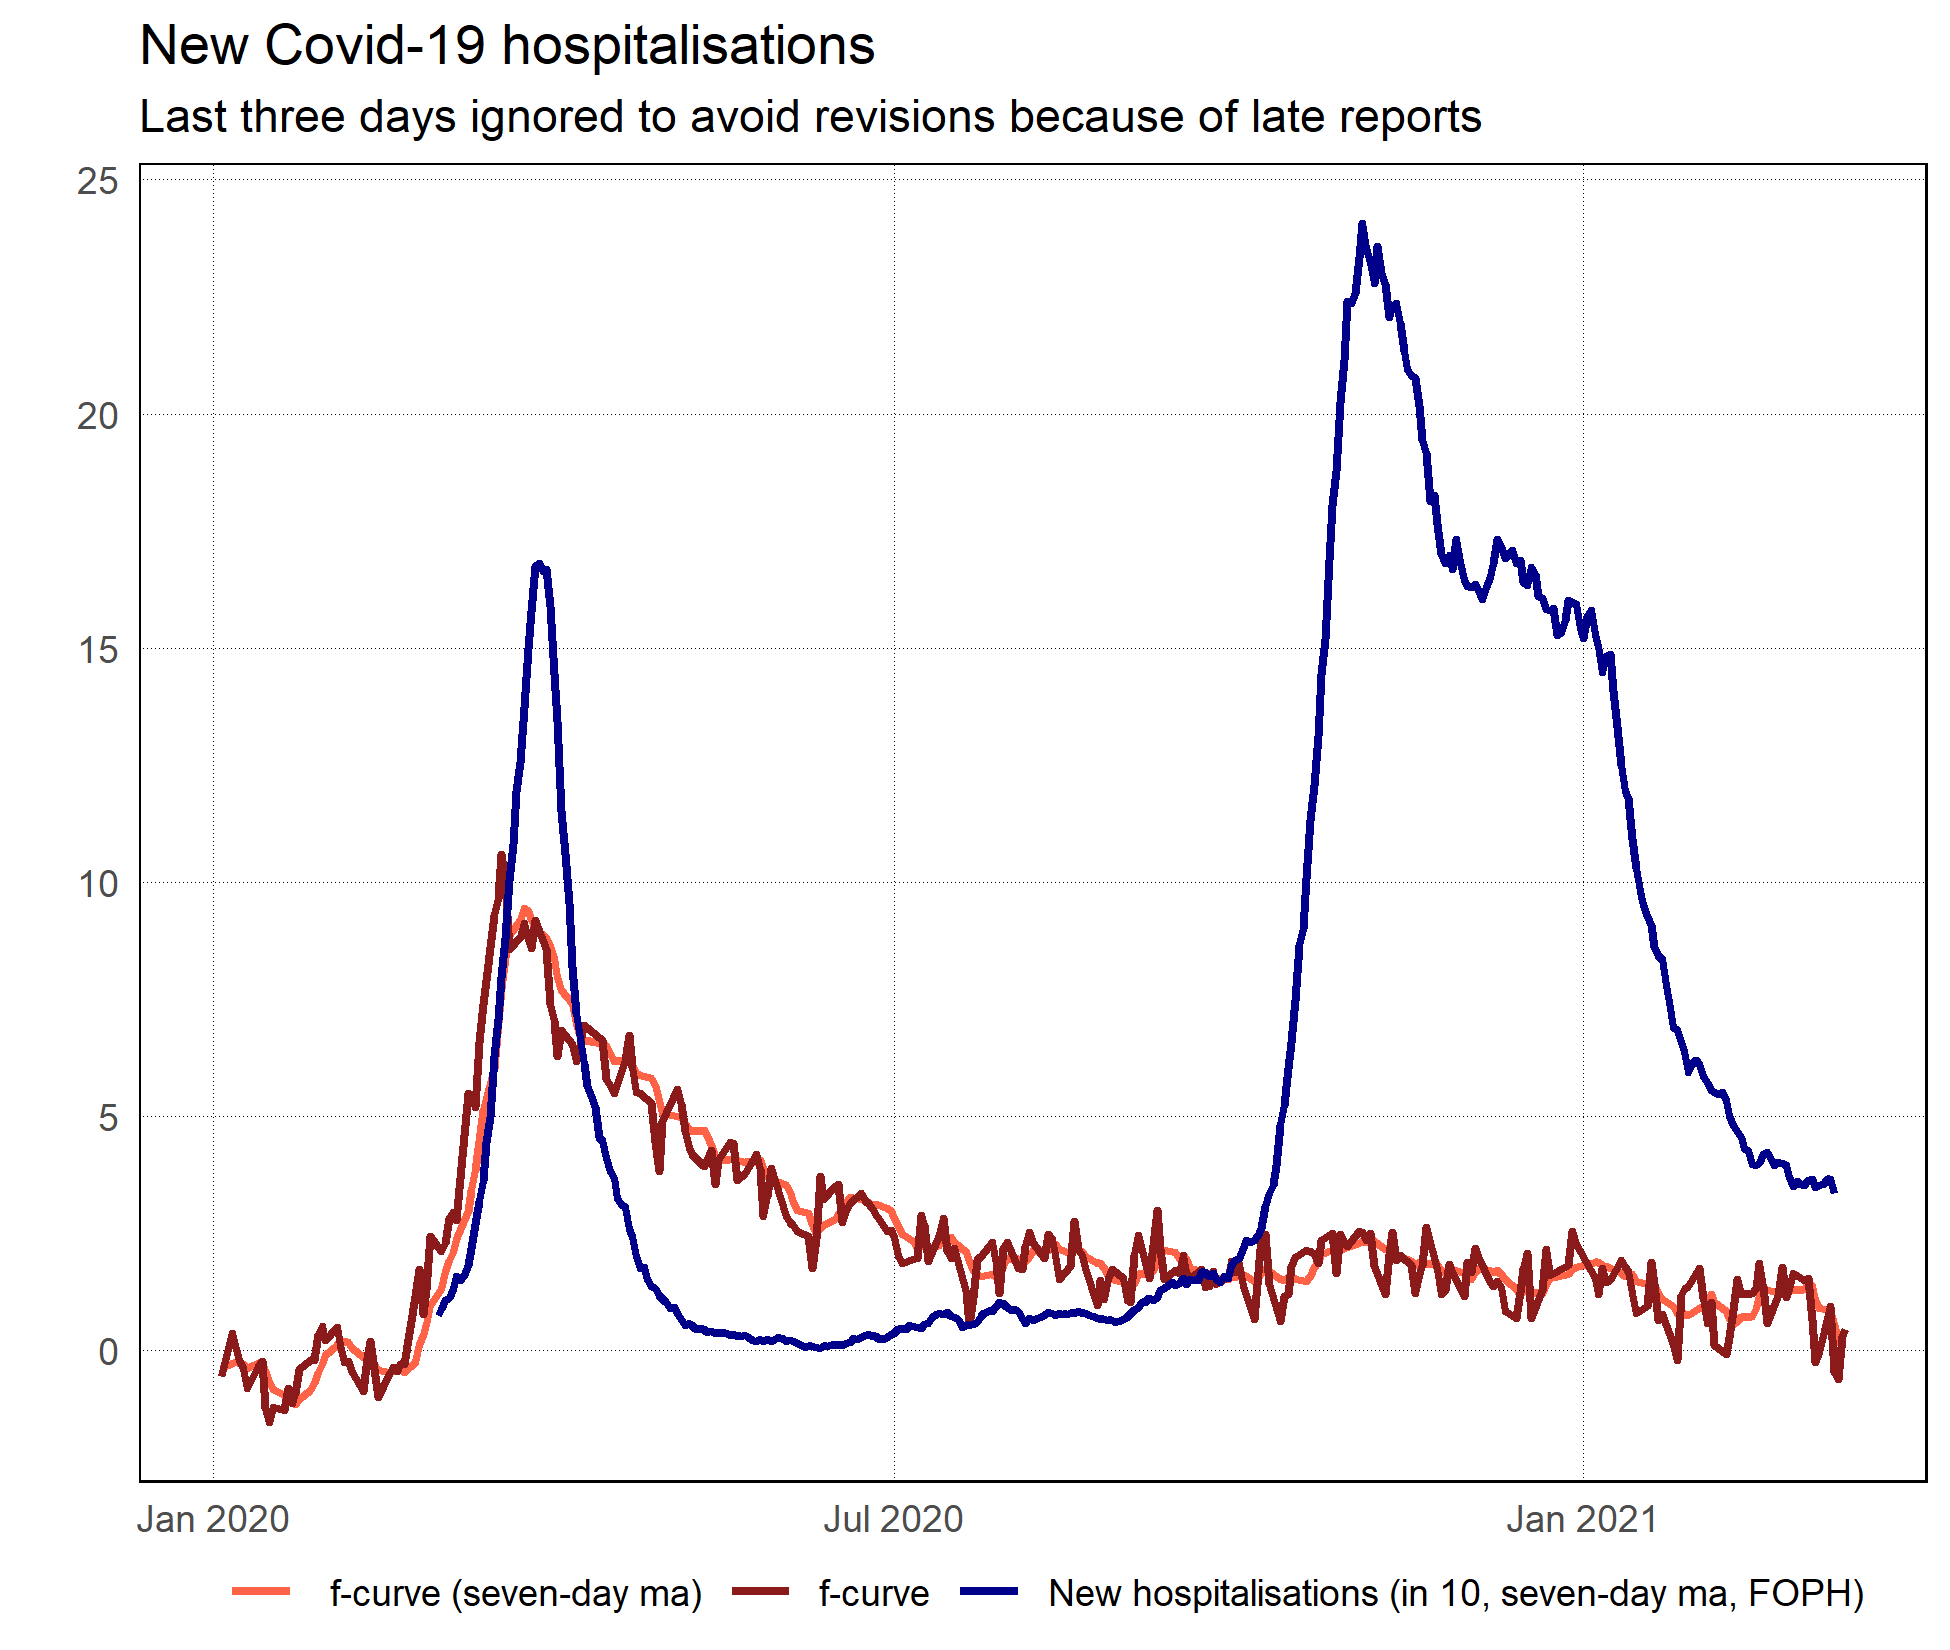 New Covid-19 hospitalisations
Last three days ignored to avoid revisions because of late reports
25
20
15
10
5
0
Jan 2020 Jul 2020 Jan 2021
f-curve (seven-day ma) f-curve New hospitalisations (in 10, seven-day ma, FOPH)